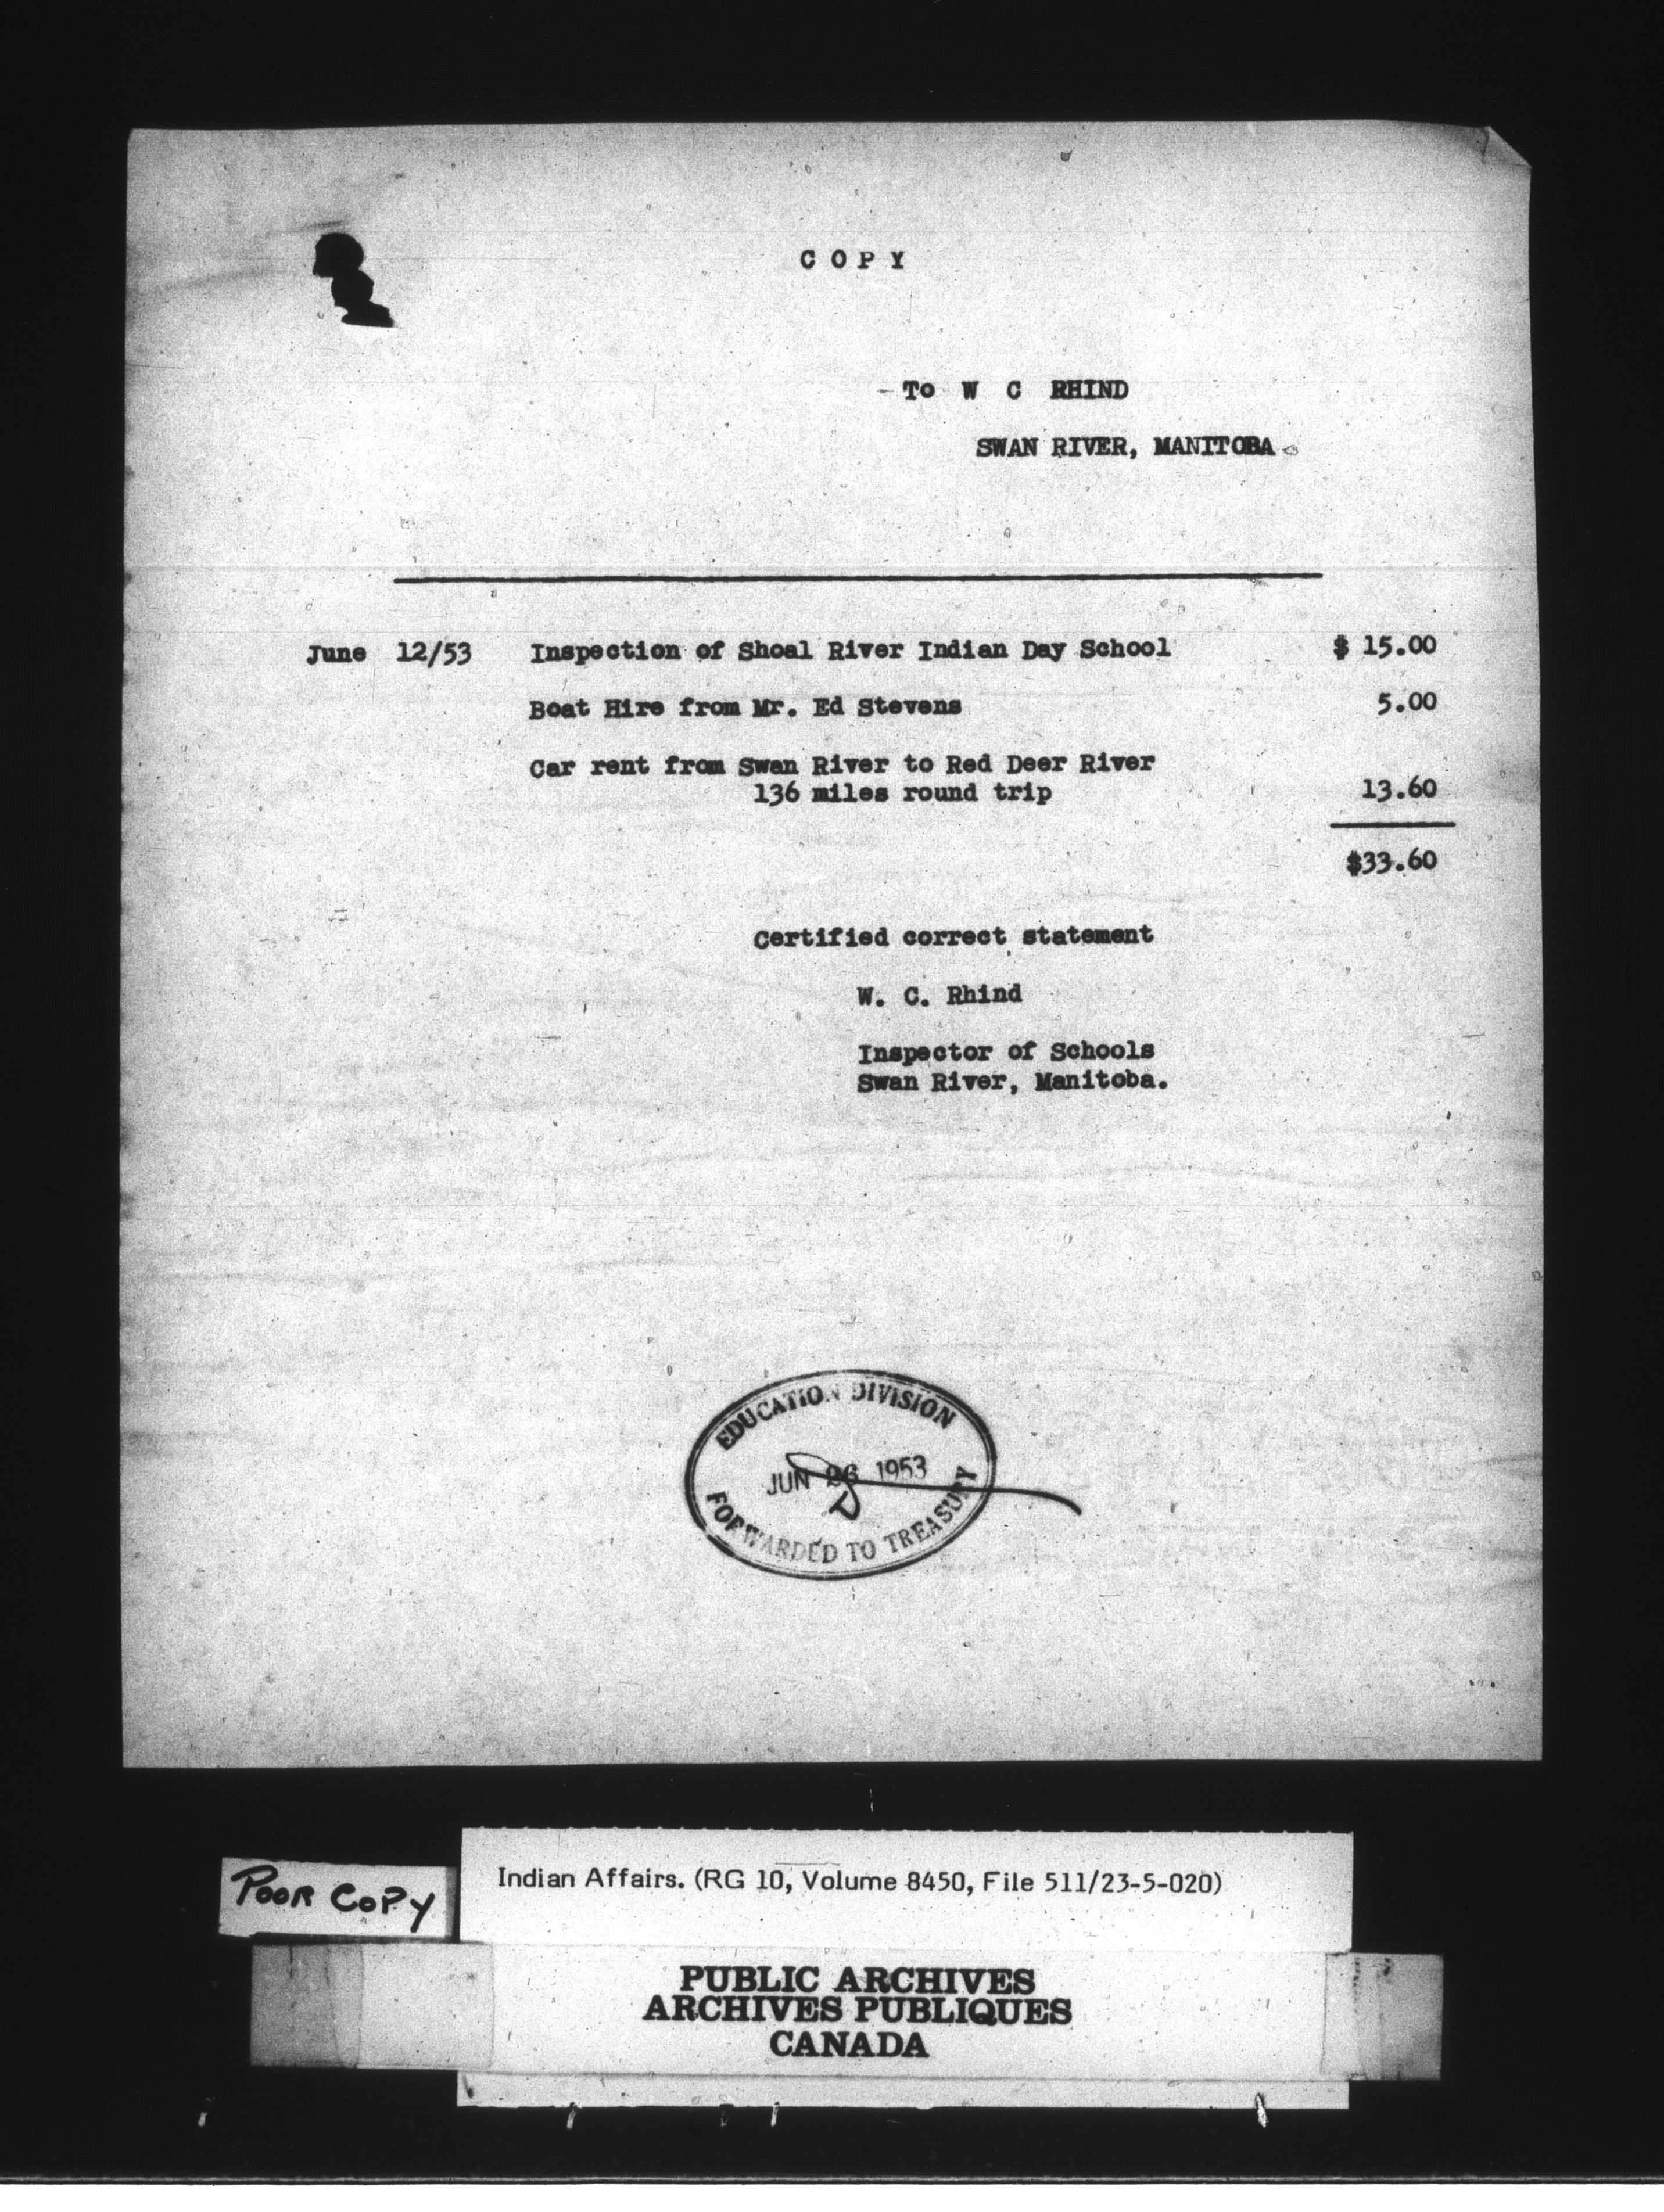 COPY
To W C RHIND
SWAN RIVER, MANITOBA
June 12/53 Inspection of Shoal River Indian Day School $ 15.00
Boat Hire from Mr. Ed Stevens 5.00
Car rent from Swan River to Red Deer River
136 miles round trip 13.60
$33.60
Certified correct statement
W. C. Rhind
Inspector of Schools
Swan River, Manitoba.
EDUCATION DIVISION
JUN 26 1953
FORWARDED TO TREASURY
POOR COPY
Indian Affairs. (RG 10, Volume 8450, File 511/23-5-020)
PUBLIC ARCHIVES
ARCHIVES PUBLIQUES
CANADA